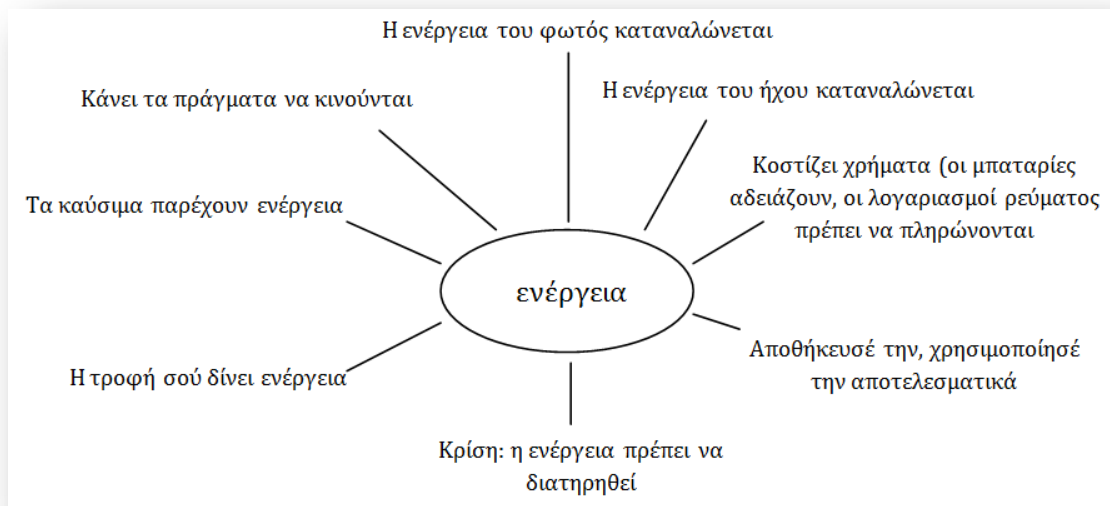 Η ενέργεια του φωτός καταναλώνεται
Κάνει τα πράγματα να κινούνται
Η ενέργεια του ήχου καταναλώνεται
Τα καύσιμα παρέχουν ενέργεια
Κοστίζει χρήματα (οι μπαταρίες
αδειάζουν, οι λογαριασμοί ρεύματος
πρέπει να πληρώνονται
ενέργεια
Η τροφή σού δίνει ενέργεια
Αποθήκευσέ την, χρησιμοποίησέ
την αποτελεσματικά
Κρίση: η ενέργεια πρέπει να
διατηρηθεί